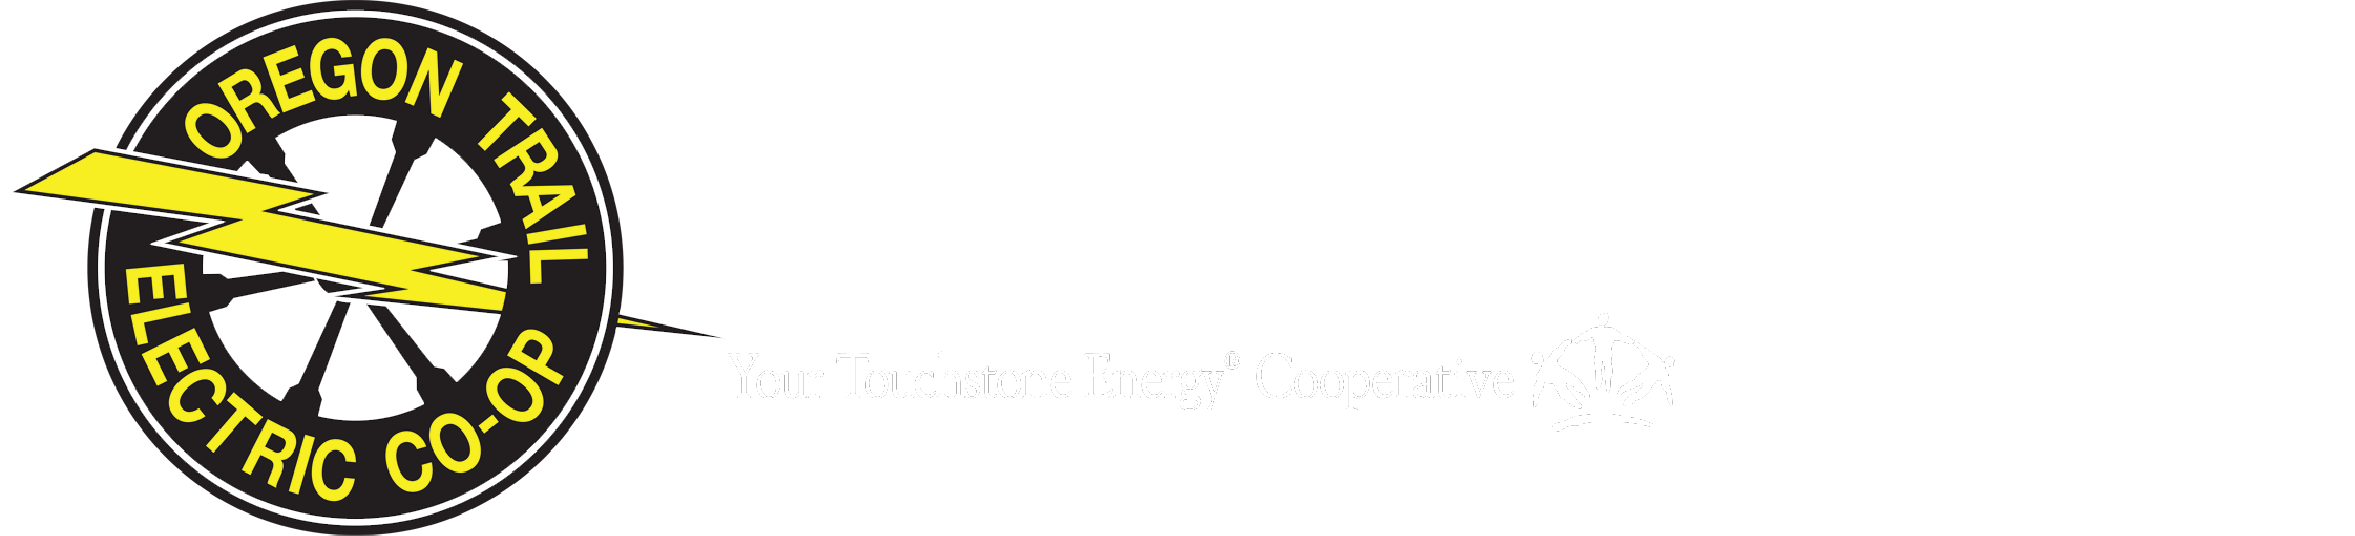 OREGON TRAIL
ELECTRIC CO-OP
Your Touchstone Energy® Cooperative